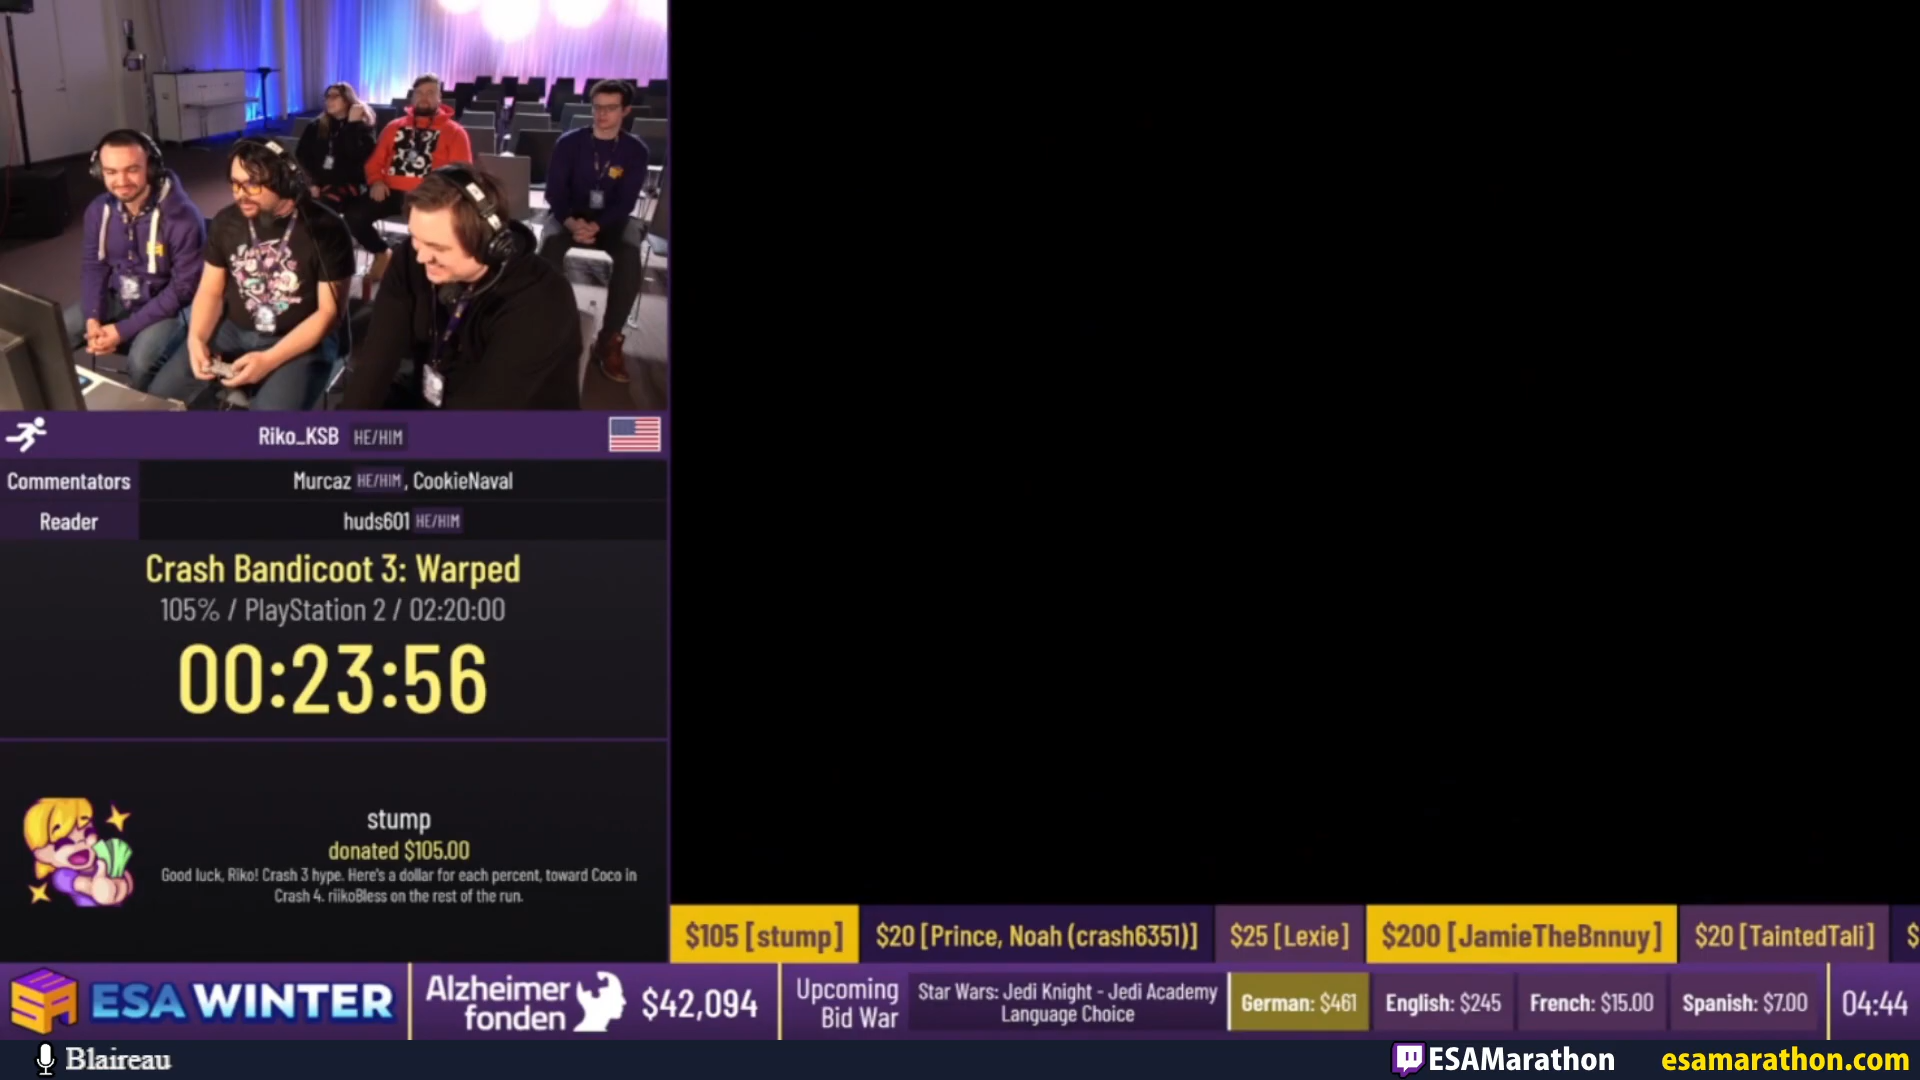 Riko_KSB HE/HIM
Commentators
Murcaz HE/HIM, CookieNaval
Reader
huds601 HE/HIM
Crash Bandicoot 3: Warped
105% / PlayStation 2 / 02:20:00
00:23:56
stump
donated $105.00
Good luck, Riko! Crash 3 hype. Here's a dollar for each percent, toward Coco in
Crash 4. riikoBless on the rest of the run.
$105 [stump]
$20 [Prince, Noah (crash6351)]
$25 [Lexie]
$200 [JamieTheBnnuy]
$20 [TaintedTali]
$
ESA WINTER
Alzheimer
fonden
$42,094
Upcoming
Bid War
Star Wars: Jedi Knight - Jedi Academy
Language Choice
German: $461
English: $245
French: $15.00
Spanish: $7.00
04:44
Blaireau
ESAMarathon
esamarathon.com